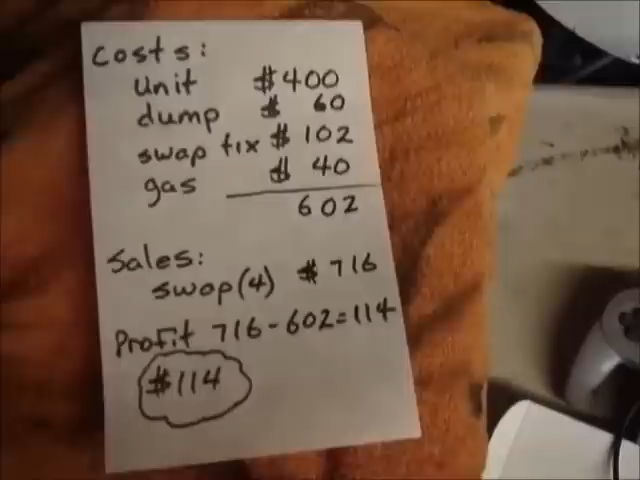 Costs:
unit $400
dump $ 60
swap fix $ 102
gas $ 40
602
Sales:
swop(4) $ 716
Profit 716-602=114
$114